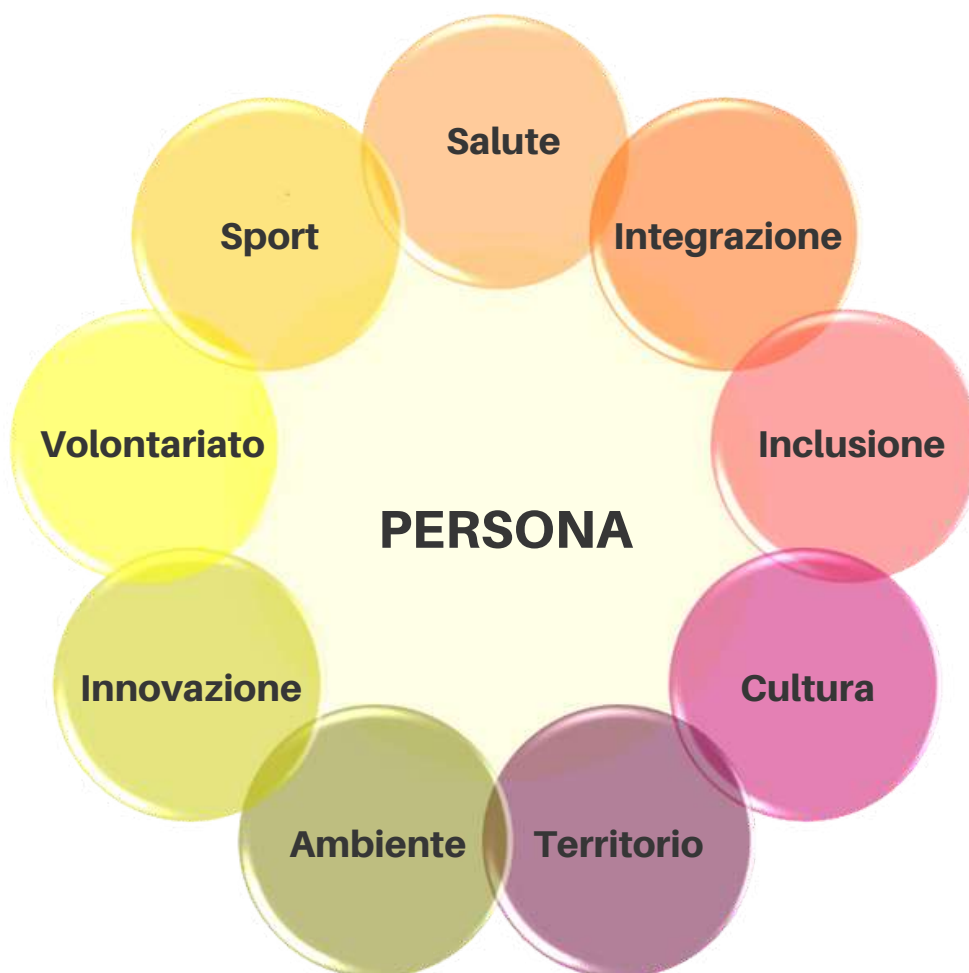 Salute
Sport
Integrazione
Volontariato
Inclusione
PERSONA
Innovazione
Cultura
Ambiente
Territorio